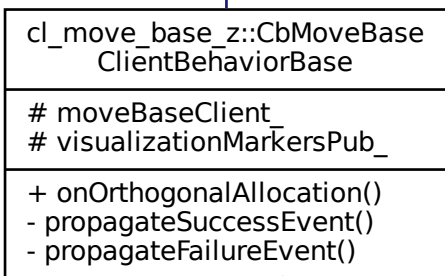 cl_move_base_z::CbMoveBase
ClientBehaviorBase
# moveBaseClient_
# visualizationMarkersPub_
+ onOrthogonalAllocation()
- propagateSuccessEvent()
- propagateFailureEvent()